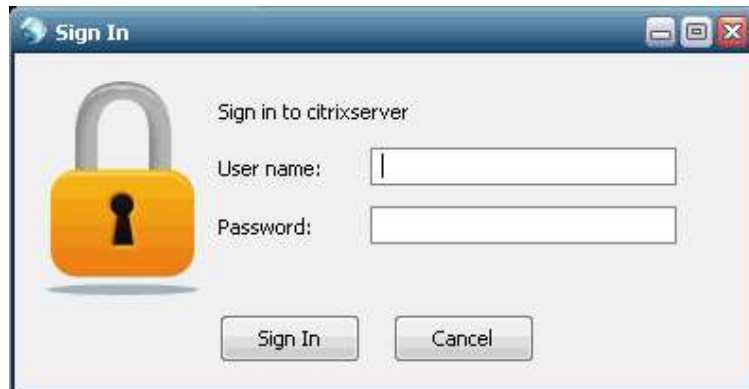 Sign In
Sign in to citrixserver
User name:
Password:
Sign In
Cancel